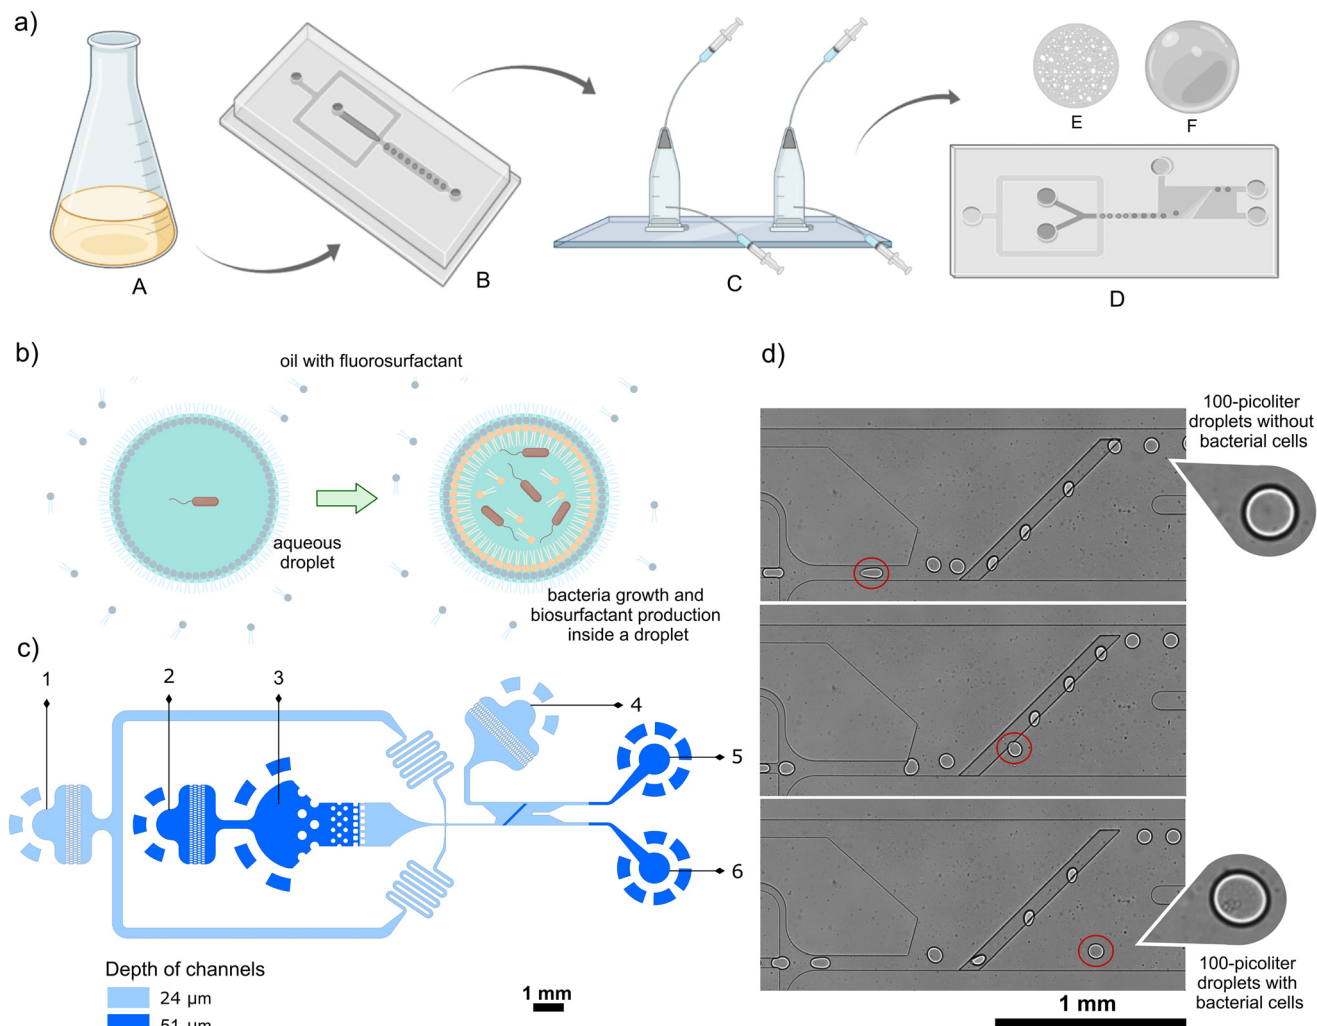 a)
A
B
C
D
E
F
b)
oil with fluorosurfactant
aqueous
droplet
bacteria growth and
biosurfactant production
inside a droplet
c)
1
2
3
4
5
6
Depth of channels
24 µm
51 µm
1 mm
d)
100-picoliter
droplets without
bacterial cells
100-picoliter
droplets with
bacterial cells
1 mm